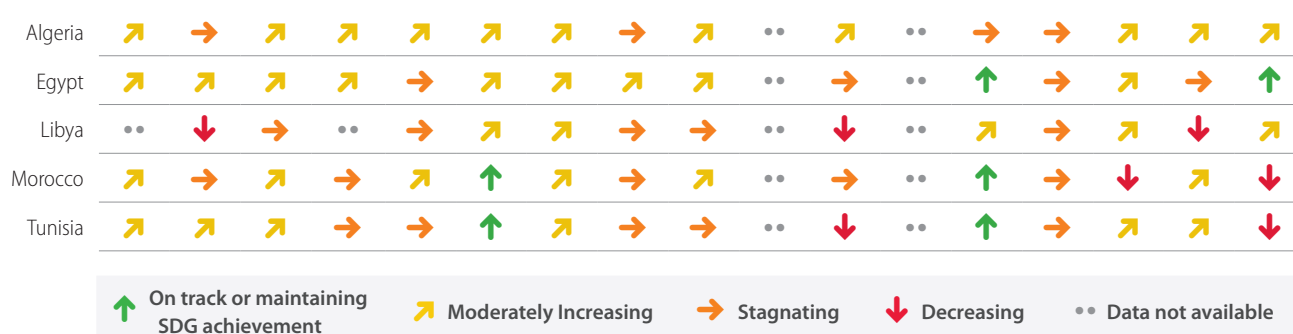 Algeria
Egypt
Libya
Morocco
Tunisia
On track or maintaining
SDG achievement
Moderately Increasing
Stagnating
Decreasing
Data not available